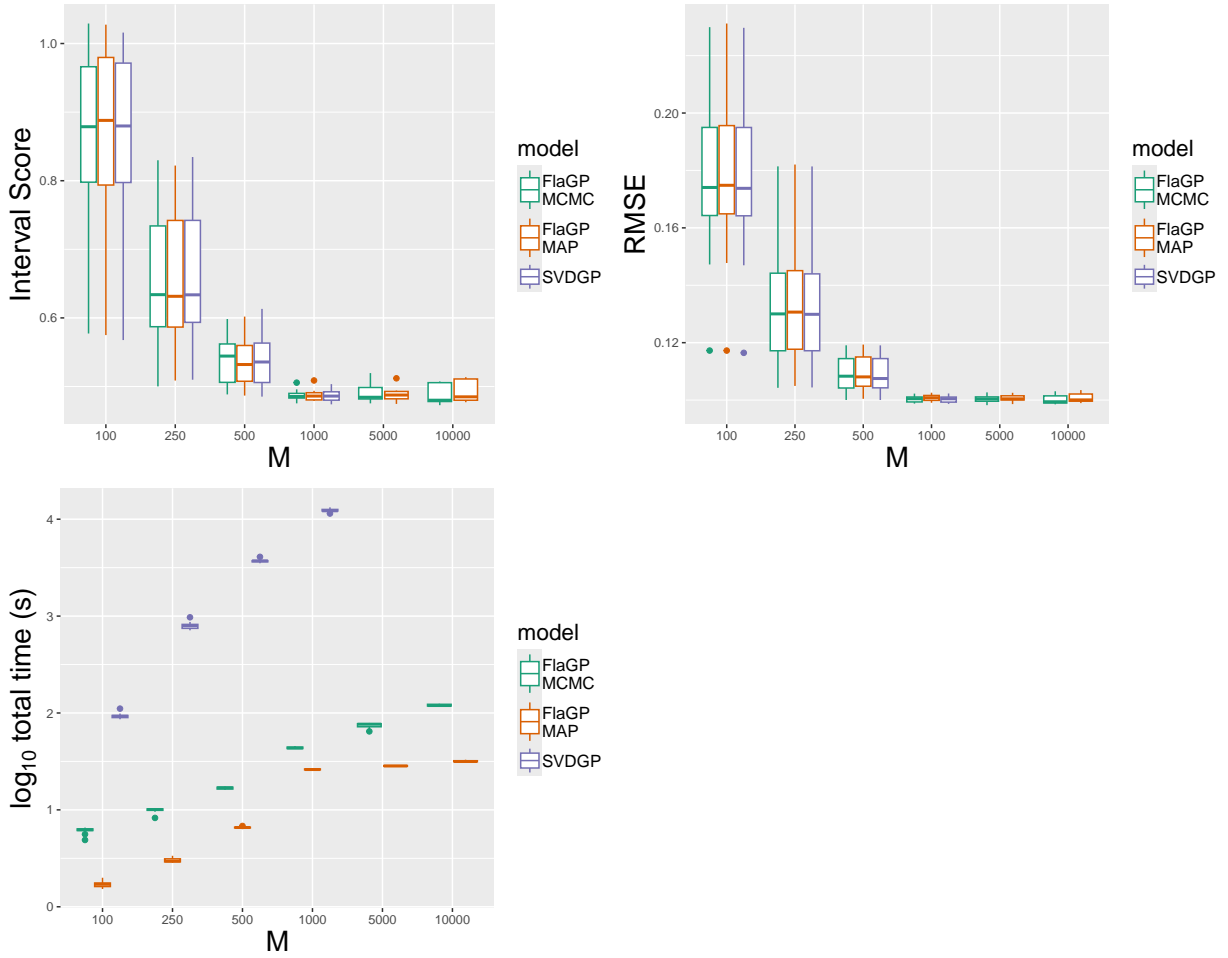 1.0
0.8
0.6
Interval Score
100 250 500 1000 5000 10000
M
model
FlaGP
MCMC
FlaGP
MAP
SVDGP
0.20
0.16
0.12
RMSE
100 250 500 1000 5000 10000
M
model
FlaGP
MCMC
FlaGP
MAP
SVDGP
4
3
2
1
0
log₁₀ total time (s)
100 250 500 1000 5000 10000
M
model
FlaGP
MCMC
FlaGP
MAP
SVDGP